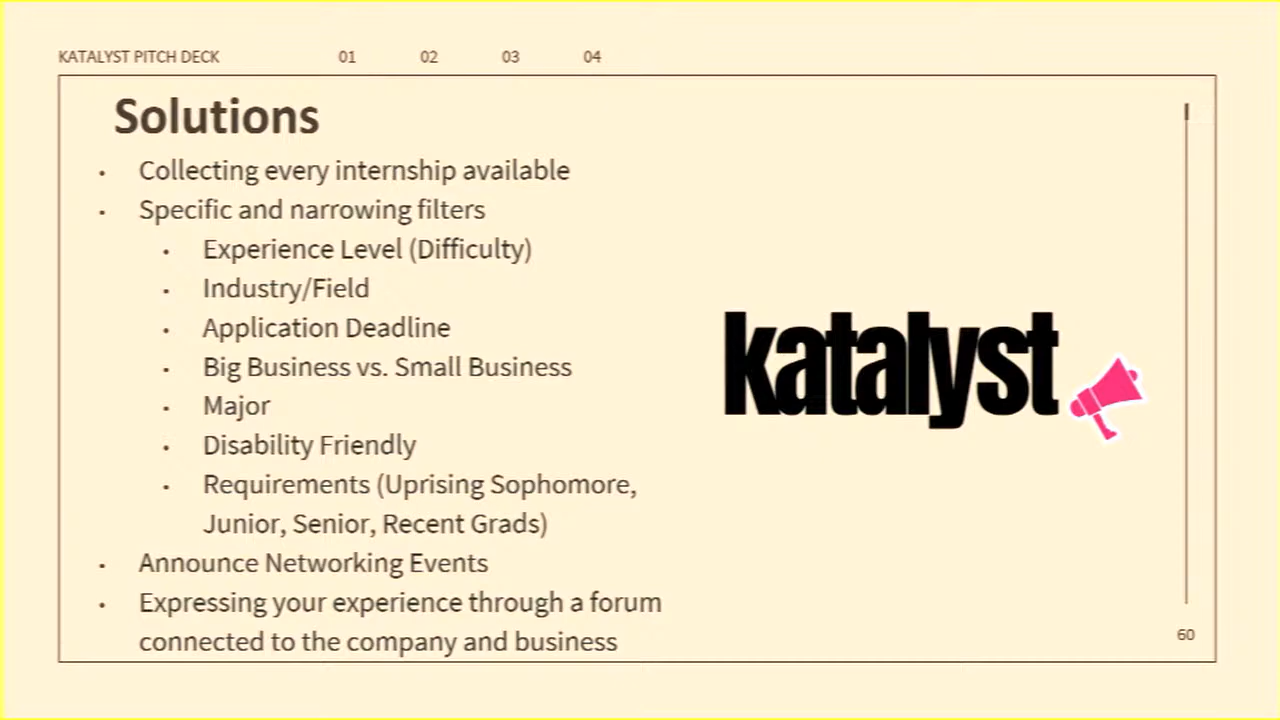 KATALYST PITCH DECK 01 02 03 04
Solutions
• Collecting every internship available
• Specific and narrowing filters
• Experience Level (Difficulty)
• Industry/Field
• Application Deadline
• Big Business vs. Small Business
• Major
• Disability Friendly
• Requirements (Uprising Sophomore,
Junior, Senior, Recent Grads)
• Announce Networking Events
• Expressing your experience through a forum
connected to the company and business
katalyst
60